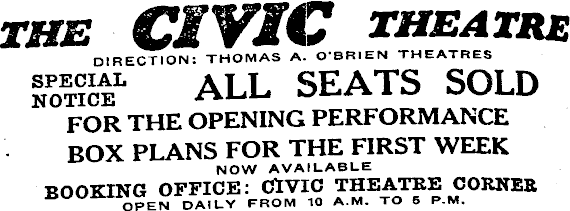 THE CIVIC THEATRE
DIRECTION: THOMAS A. O'BRIEN THEATRES
SPECIAL NOTICE
ALL SEATS SOLD
FOR THE OPENING PERFORMANCE
BOX PLANS FOR THE FIRST WEEK
NOW AVAILABLE
BOOKING OFFICE: CIVIC THEATRE CORNER
OPEN DAILY FROM 10 A.M. TO 5 P.M.